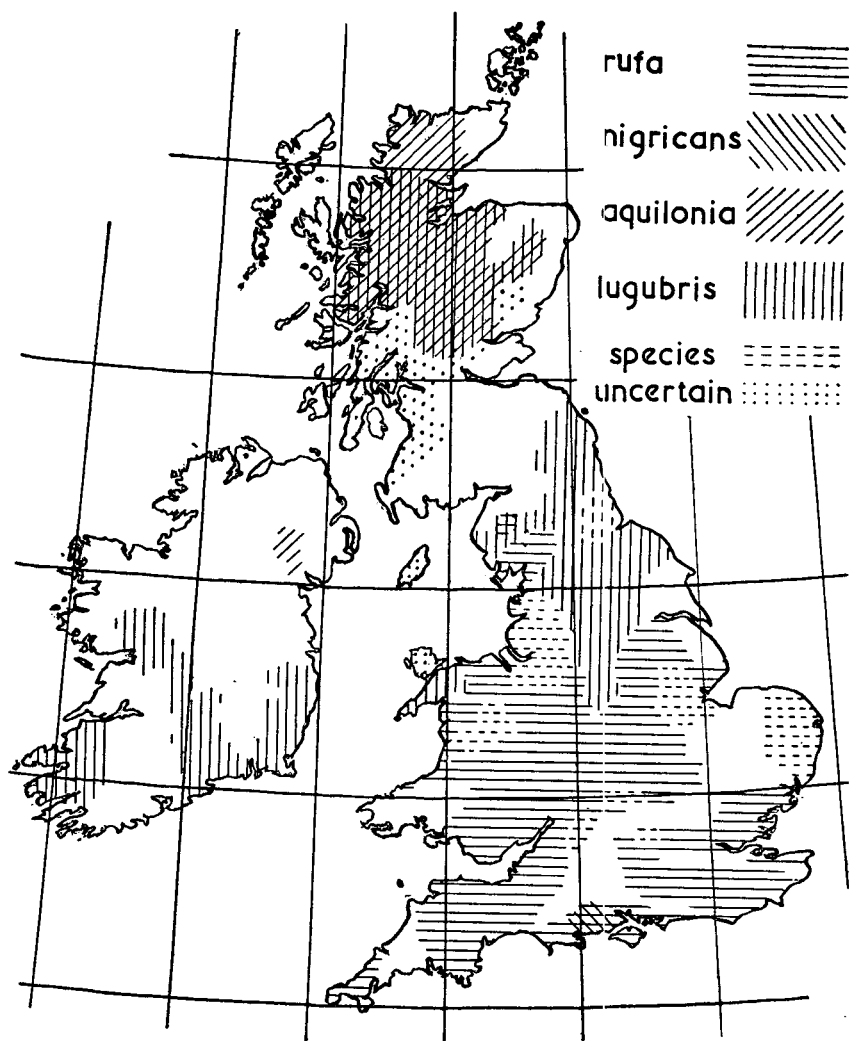 rufa
nigricans
aquilonia
lugubris
species
uncertain